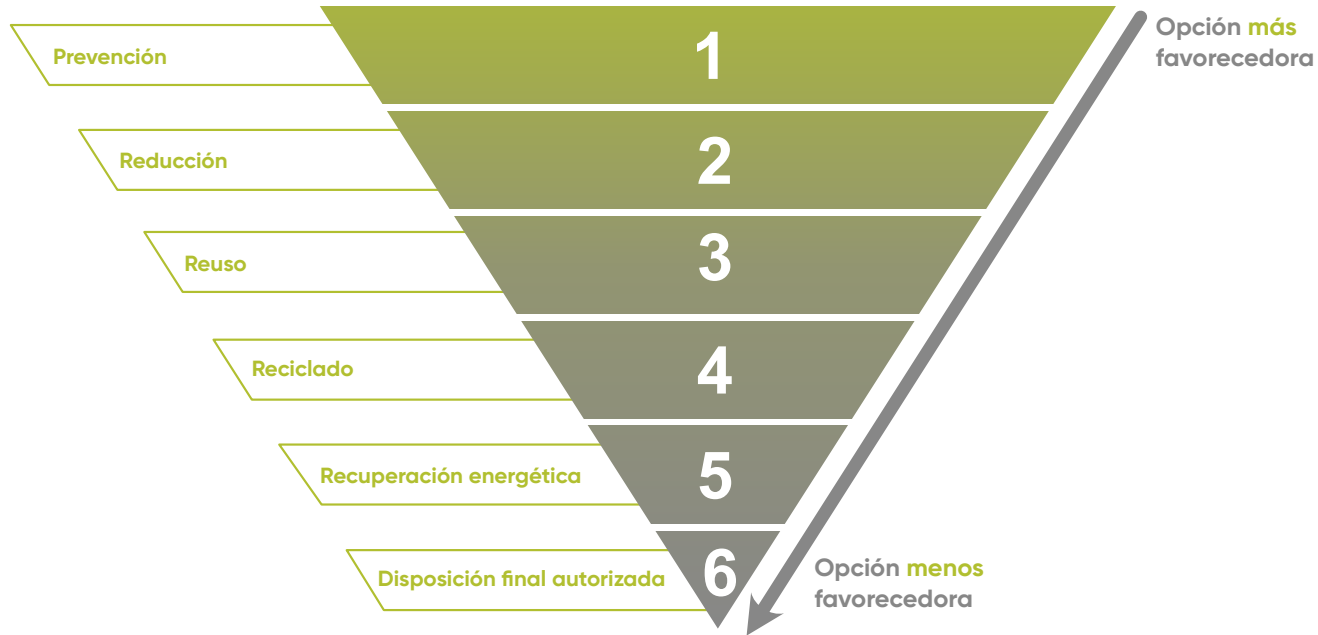 Prevención
1
Opción más
favorecedora
Reducción
2
Reuso
3
Reciclado
4
Recuperación energética
5
Disposición final autorizada
6
Opción menos
favorecedora